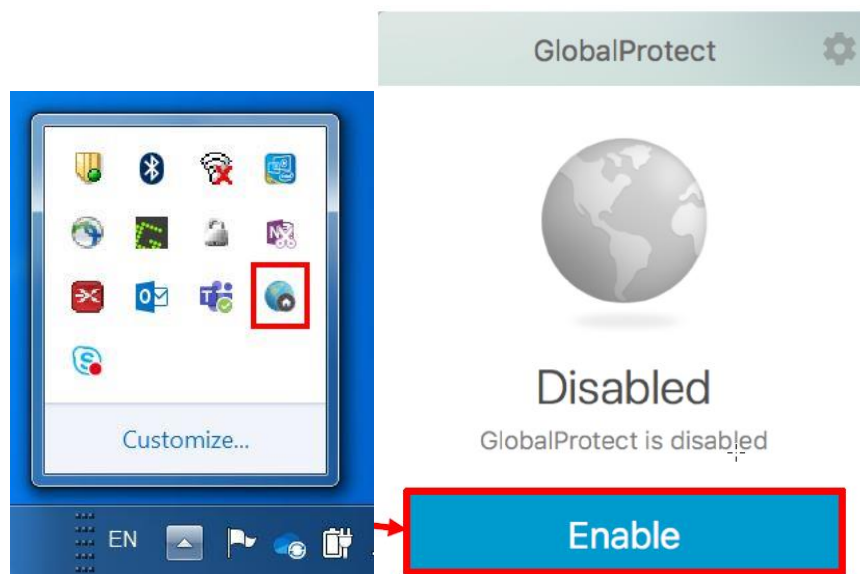 GlobalProtect
Customize...
EN
Disabled
GlobalProtect is disabled
Enable